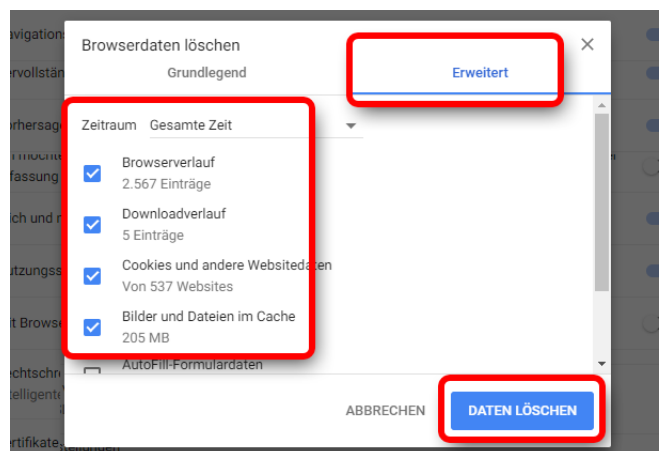 Browserdaten löschen
Grundlegend
Erweitert
Zeitraum Gesamte Zeit
Browserverlauf
2.567 Einträge
Downloadverlauf
5 Einträge
Cookies und andere Websitedaten
Von 537 Websites
Bilder und Dateien im Cache
205 MB
AutoFill-Formulardaten
ABBRECHEN DATEN LÖSCHEN